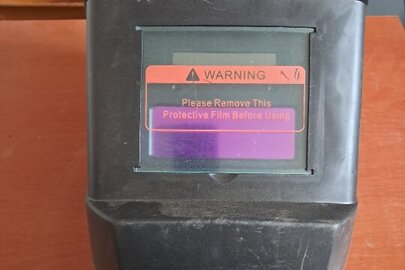 WARNING
Please Remove This
Protective Film Before Using